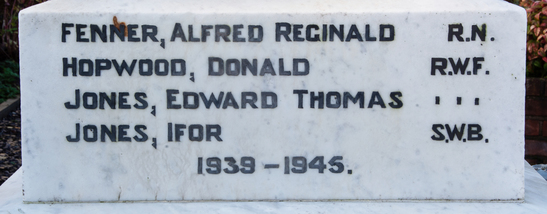 FENNER, ALFRED REGINALD R.N.
HOPWOOD, DONALD R.W.F.
JONES, EDWARD THOMAS " " "
JONES, IFOR S.W.B.
1939-1945.